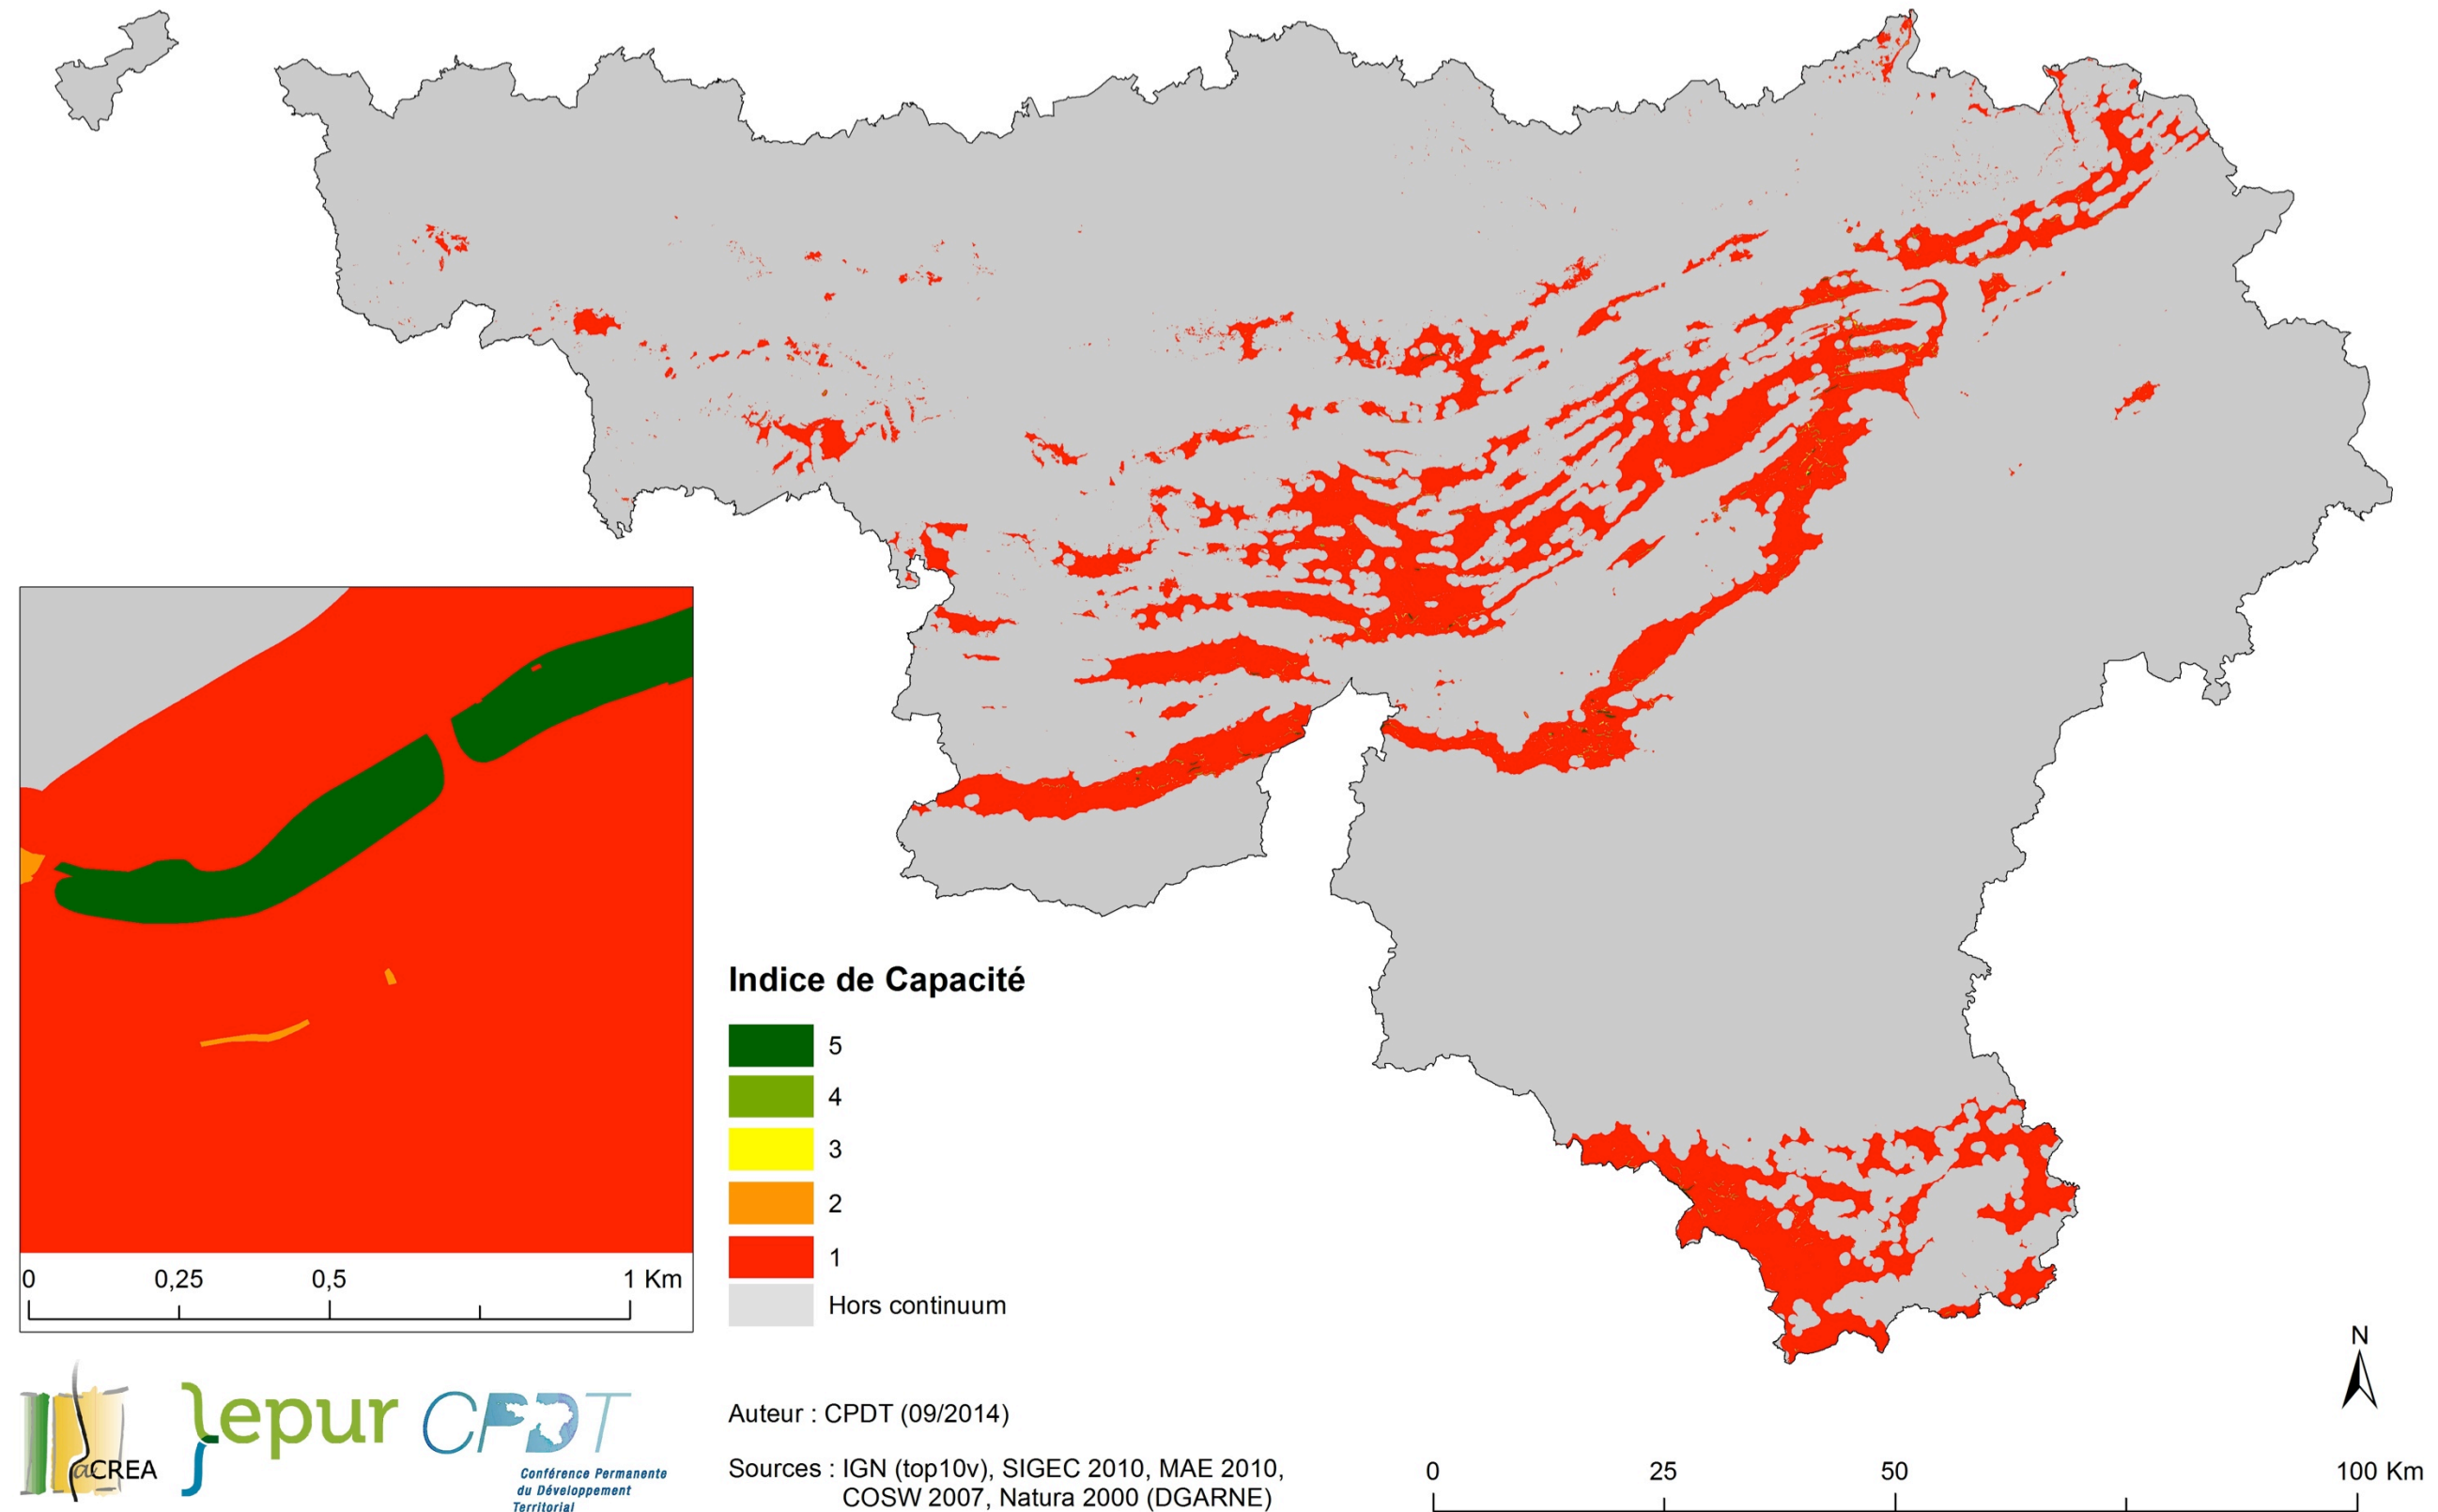 Indice de Capacité
5
4
3
2
1
Hors continuum
0 0,25 0,5 1 Km
aCREA
lepur
CPDT
Conférence Permanente
du Développement
Territorial
Auteur : CPDT (09/2014)
Sources : IGN (top10v), SIGEC 2010, MAE 2010,
COSW 2007, Natura 2000 (DGARNE)
N
0 25 50 100 Km